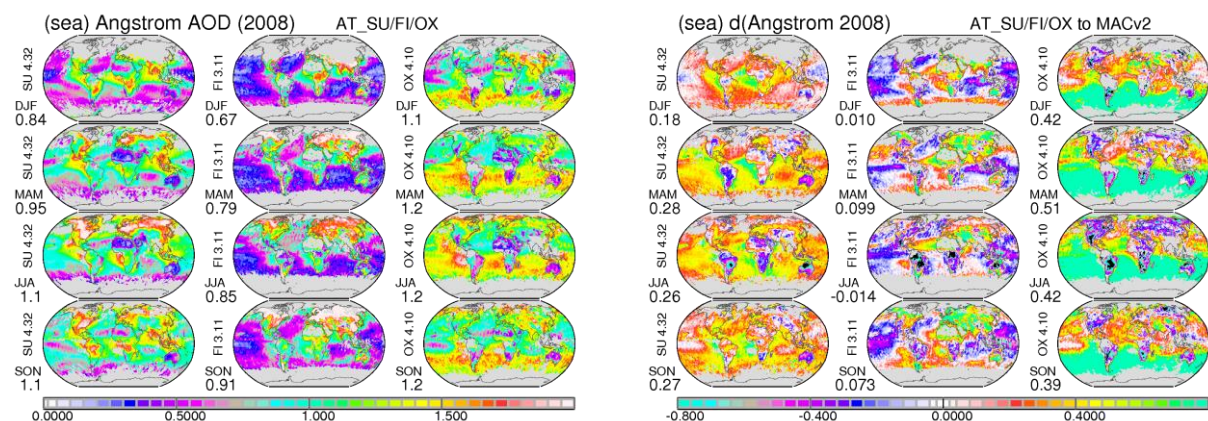 (sea) Angstrom AOD (2008) AT_SU/FI/OX
SU 4.32 FI 3.11 OX 4.10
DJF DJF DJF
0.84 0.67 1.1
SU 4.32 FI 3.11 OX 4.10
MAM MAM MAM
0.95 0.79 1.2
SU 4.32 FI 3.11 OX 4.10
JJA JJA JJA
1.1 0.85 1.2
SU 4.32 FI 3.11 OX 4.10
SON SON SON
1.1 0.91 1.2
0.0000 0.5000 1.000 1.500
(sea) d(Angstrom 2008) AT_SU/FI/OX to MACv2
SU 4.32 FI 3.11 OX 4.10
DJF DJF DJF
0.18 0.010 0.42
SU 4.32 FI 3.11 OX 4.10
MAM MAM MAM
0.28 0.099 0.51
SU 4.32 FI 3.11 OX 4.10
JJA JJA JJA
0.26 -0.014 0.42
SU 4.32 FI 3.11 OX 4.10
SON SON SON
0.27 0.073 0.39
-0.800 -0.400 0.0000 0.4000